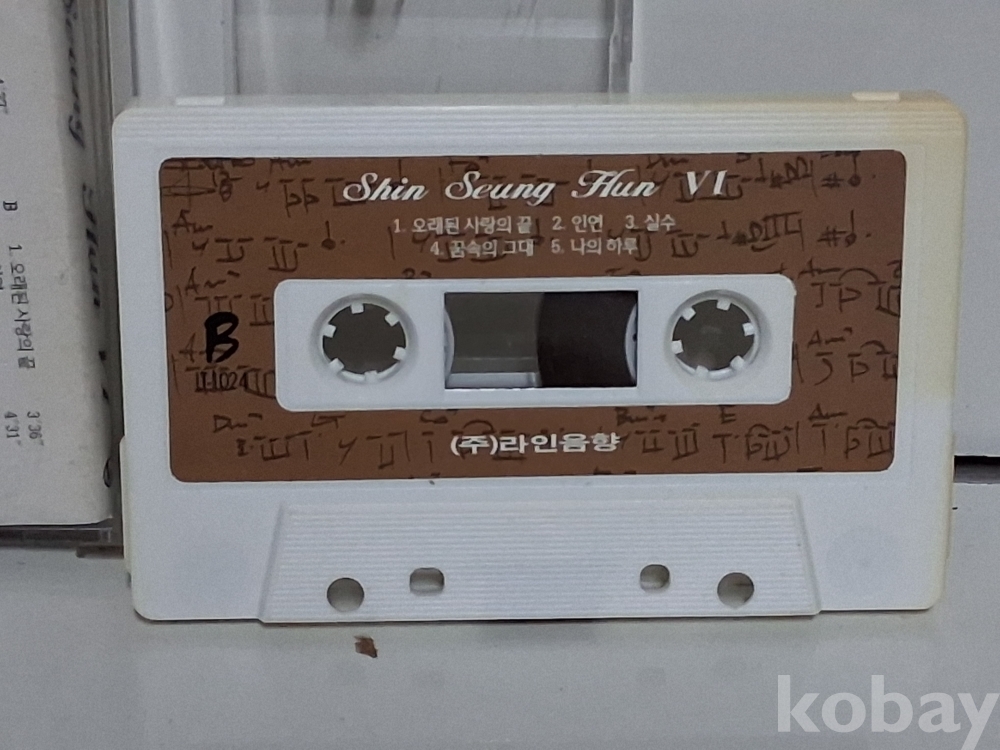 Shin Seung Hun VI
1. 오래된 사랑의 끝 2. 인연 3. 실수
4. 꿈속의 그대 5. 나의 하루
B
LT-1024
(주)라인음향
B 1. 오래된 사랑의 끝
3'36"
4'31"
kobay